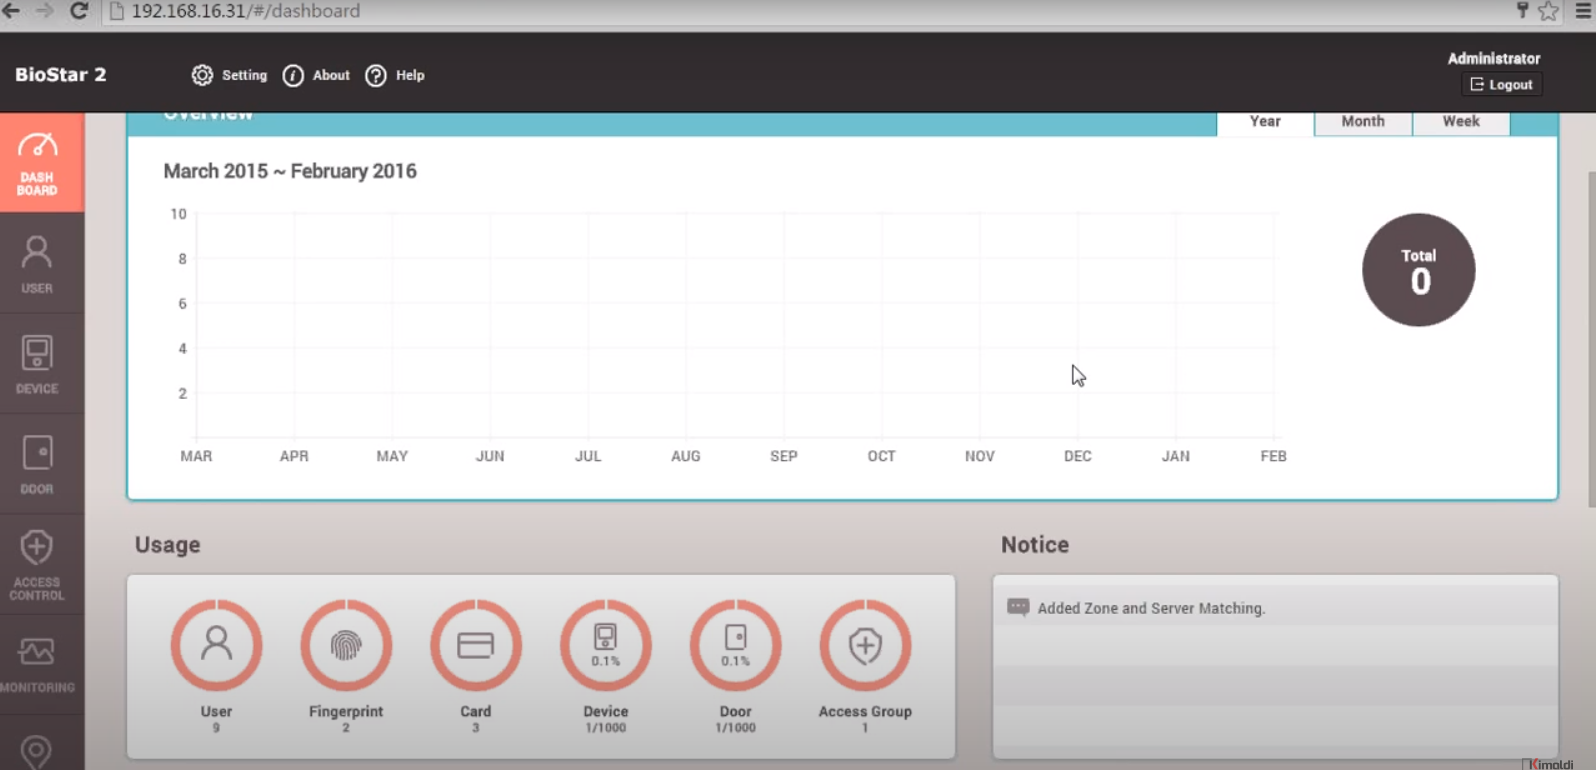 192.168.16.31/#/dashboard
BioStar 2
Setting
About
Help
Administrator
Logout
Overview
Year
Month
Week
DASH
BOARD
USER
DEVICE
DOOR
ACCESS
CONTROL
MONITORING
March 2015 ~ February 2016
10
8
6
4
2
MAR APR MAY JUN JUL AUG SEP OCT NOV DEC JAN FEB
Total
0
Usage
0.1%
0.1%
User
9
Fingerprint
2
Card
3
Device
1/1000
Door
1/1000
Access Group
1
Notice
Added Zone and Server Matching.
Kimaldi